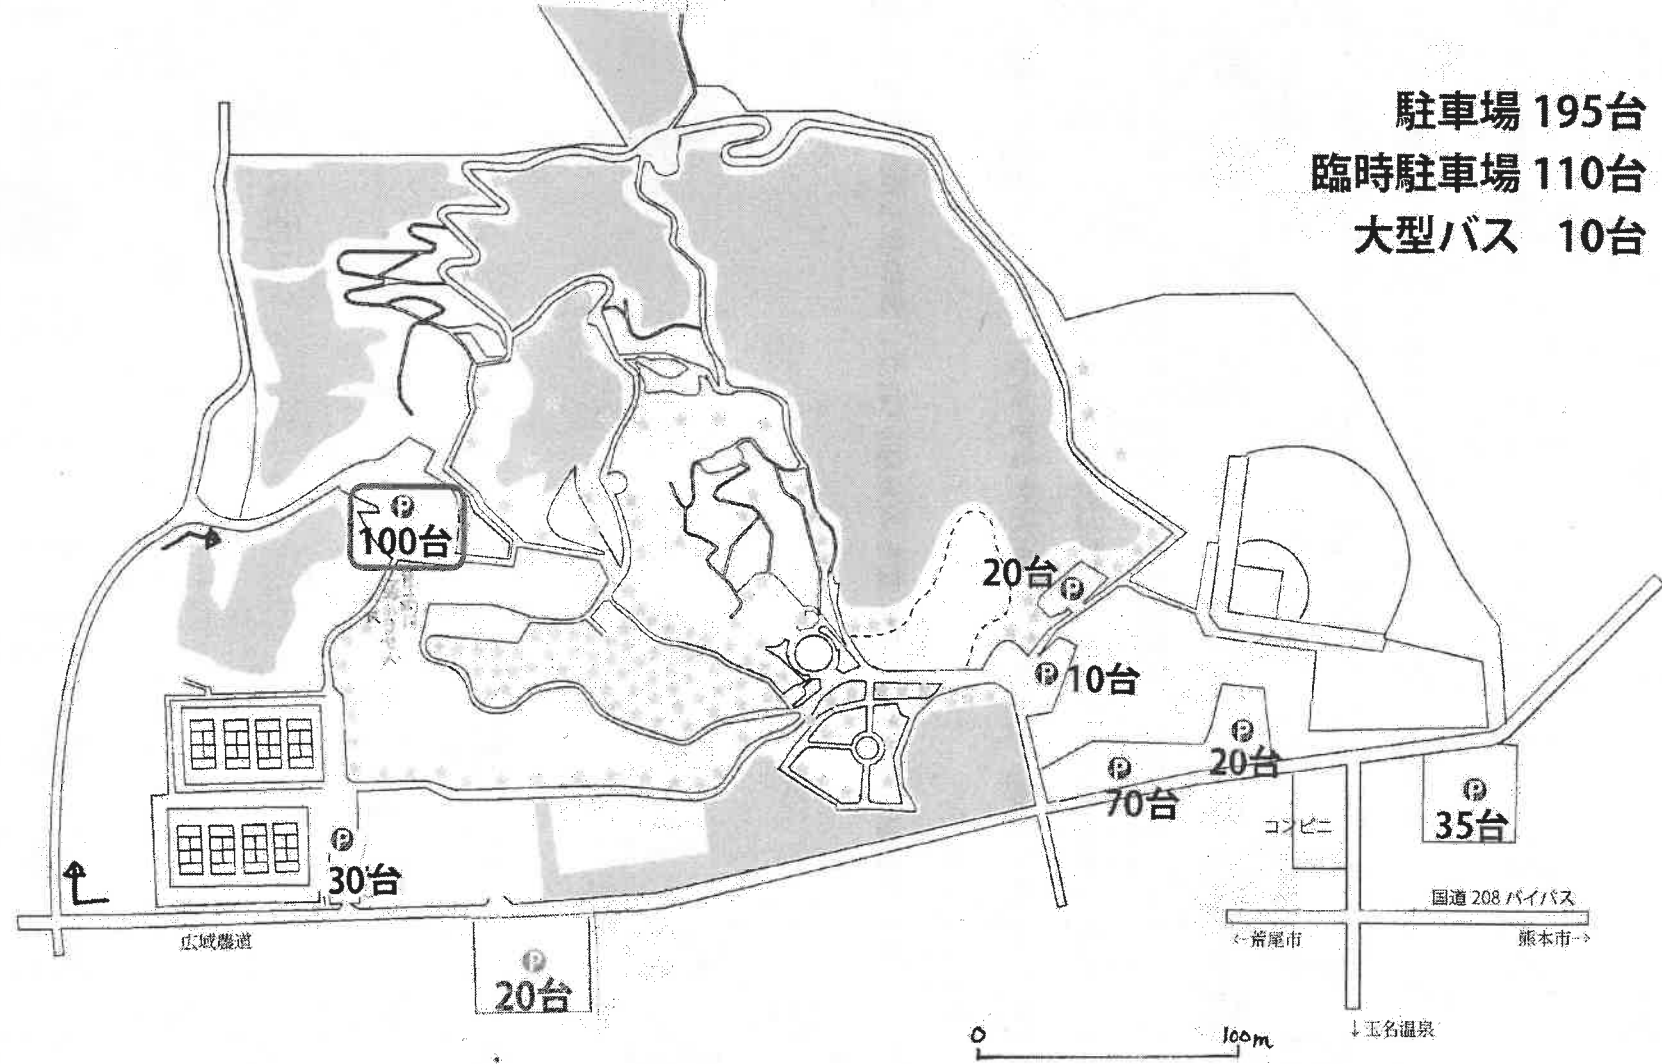 駐車場 195台
臨時駐車場 110台
大型バス 10台
P
100台
20台 P
P 10台
P
20台
P
70台
P
35台
コンビニ
P
30台
国道 208 バイパス
←荒尾市
熊本市→
広域農道
P
20台
↓玉名温泉
0 100m